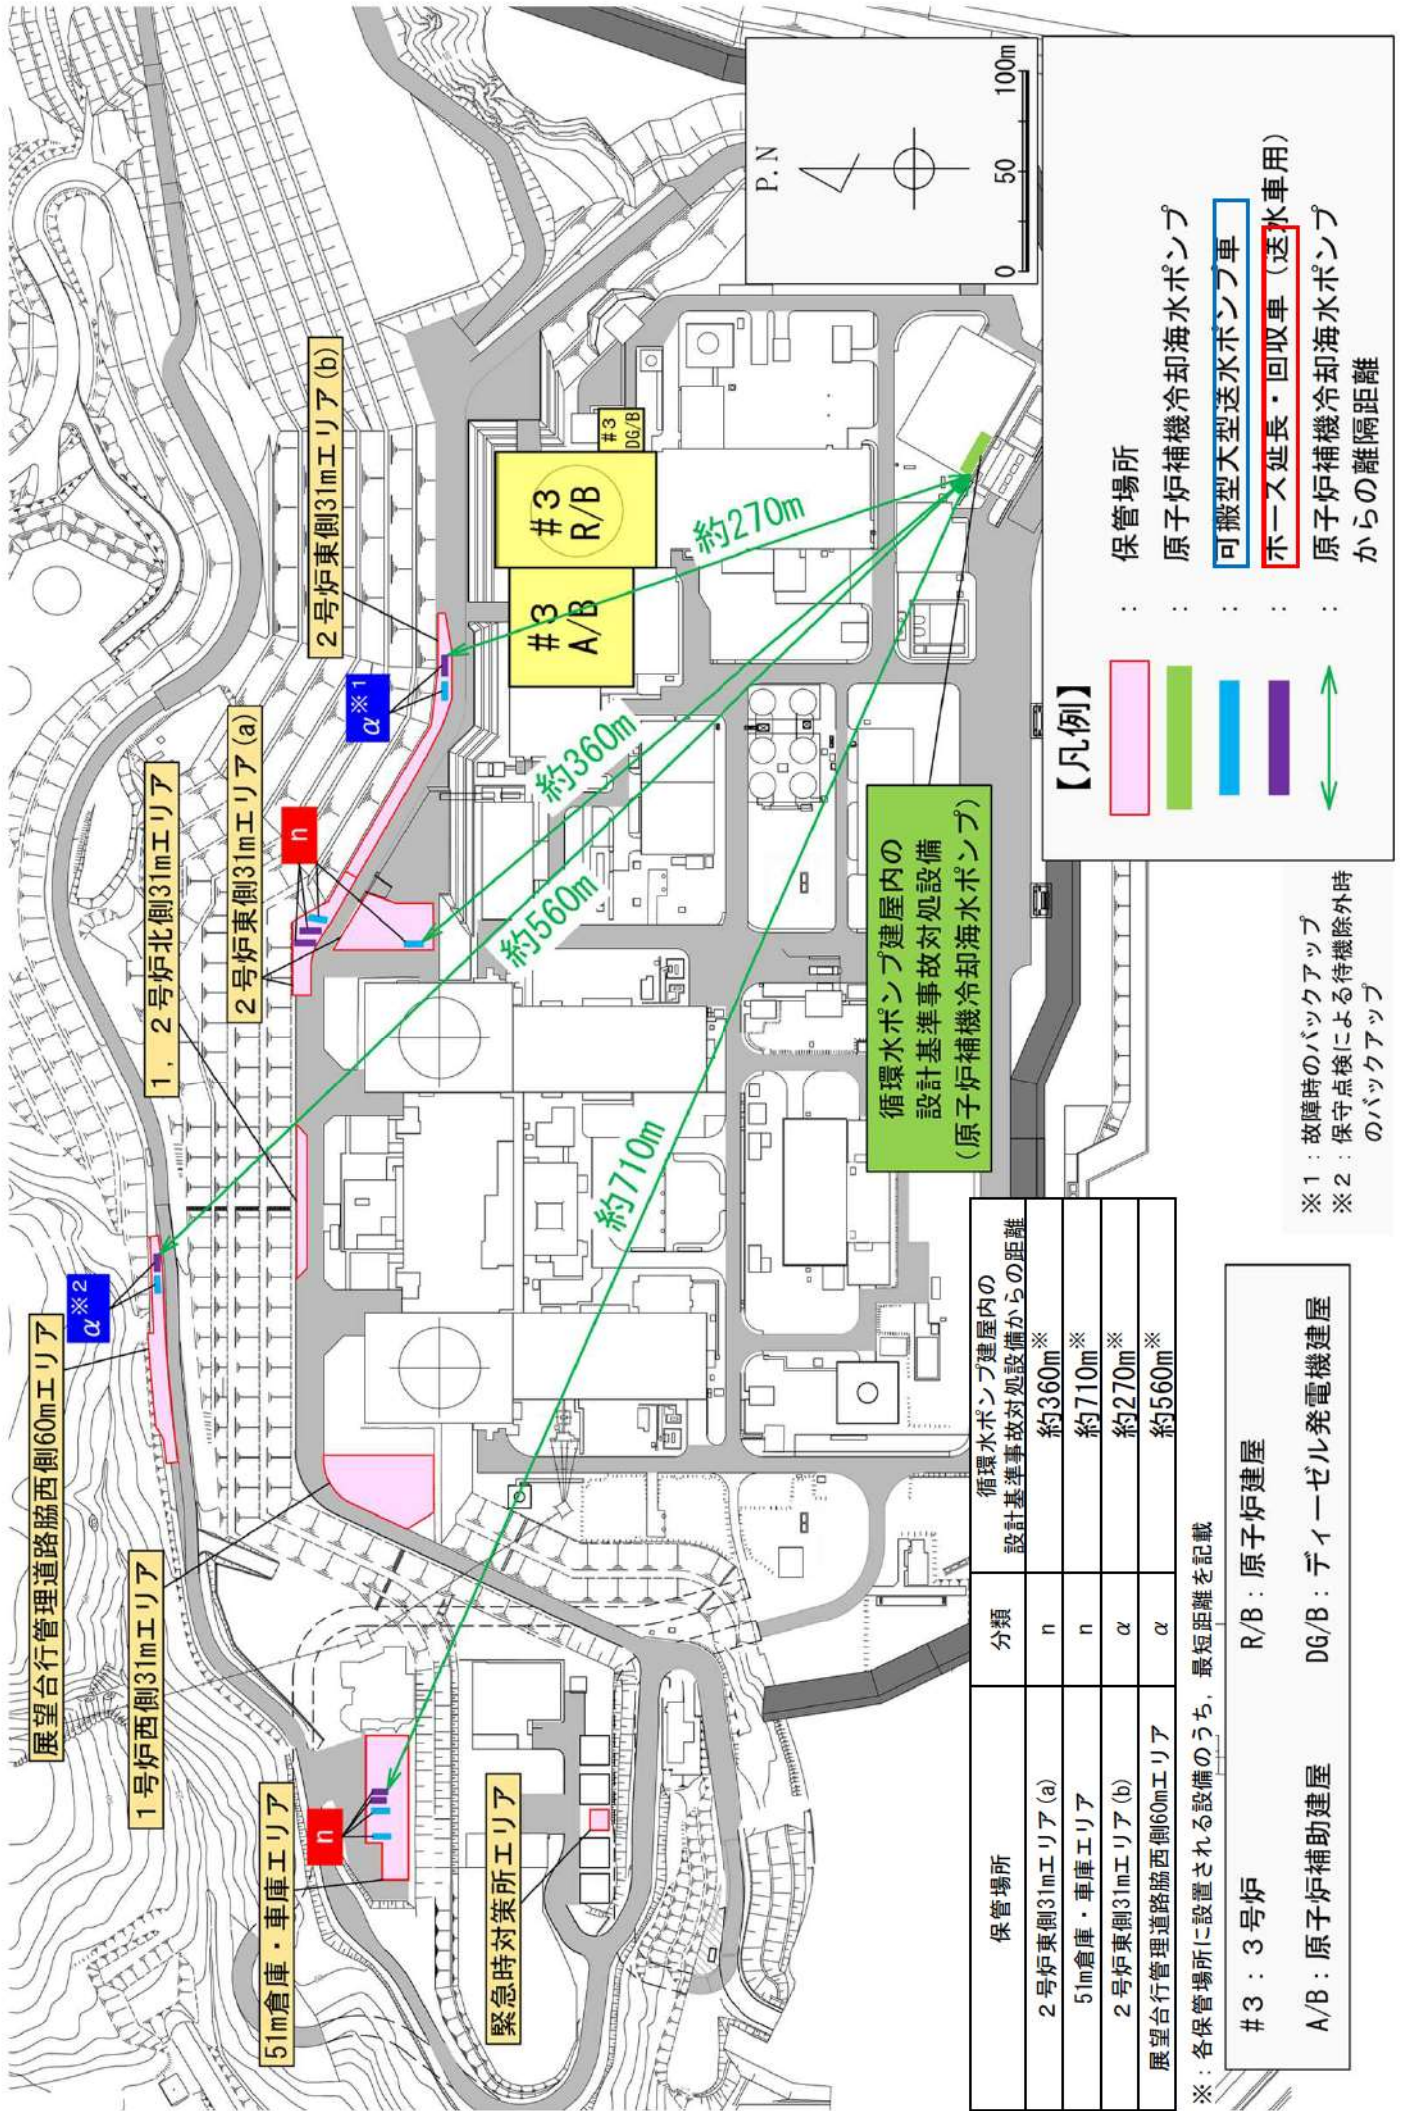 展望台行管理道路脇西側60mエリア
α※2
1号炉西側31mエリア
51m倉庫・車庫エリア
n
緊急時対策所エリア
1,2号炉北側31mエリア
2号炉東側31mエリア(a)
n
2号炉東側31mエリア(b)
α※1
#3
R/B
#3
A/B
#3
DG/B
約270m
約360m
約560m
約710m
循環水ポンプ建屋内の
設計基準事故対処設備
(原子炉補機冷却海水ポンプ)
P.N
0 50 100m
【凡例】
: 保管場所
: 原子炉補機冷却海水ポンプ
: 可搬型大型送水ポンプ車
: ホース延長・回収車(送水車用)
: 原子炉補機冷却海水ポンプ
からの離隔距離
※1:故障時のバックアップ
※2:保守点検による待機除外時
のバックアップ
保管場所 分類 循環水ポンプ建屋内の
設計基準事故対処設備からの距離
2号炉東側31mエリア(a) n 約360m※
51m倉庫・車庫エリア n 約710m※
2号炉東側31mエリア(b) α 約270m※
展望台行管理道路脇西側60mエリア α 約560m※
※:各保管場所に設置される設備のうち,最短距離を記載
#3:3号炉 R/B:原子炉建屋
A/B:原子炉補助建屋 DG/B:ディーゼル発電機建屋